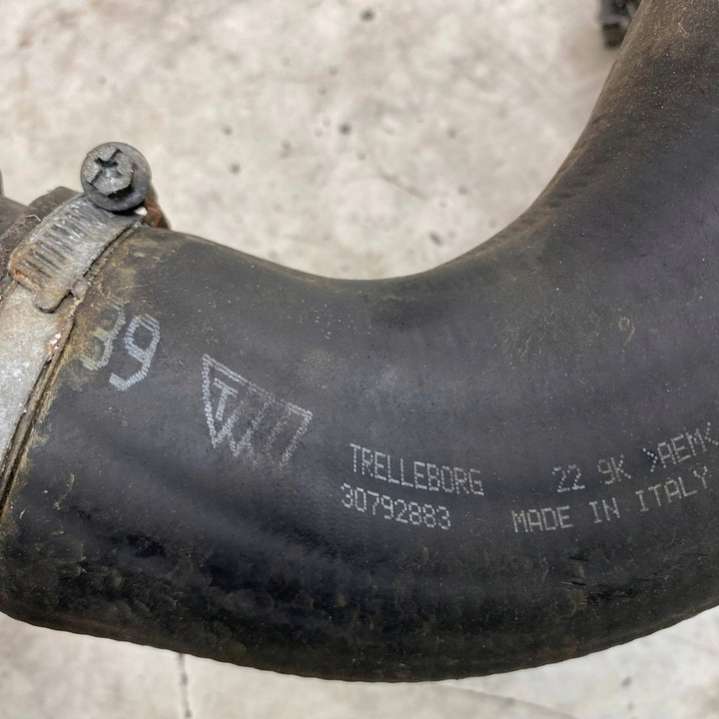 39
T
TRELLEBORG
30792883
22 9K >AEM<
MADE IN ITALY